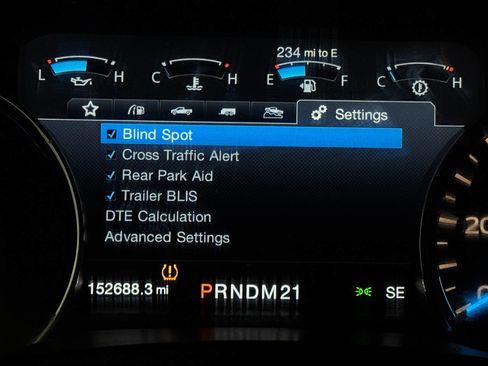 234 mi to E
L H C H E F C H
Settings
Blind Spot
Cross Traffic Alert
Rear Park Aid
Trailer BLIS
DTE Calculation
Advanced Settings
152688.3 mi PRNDM21 SE